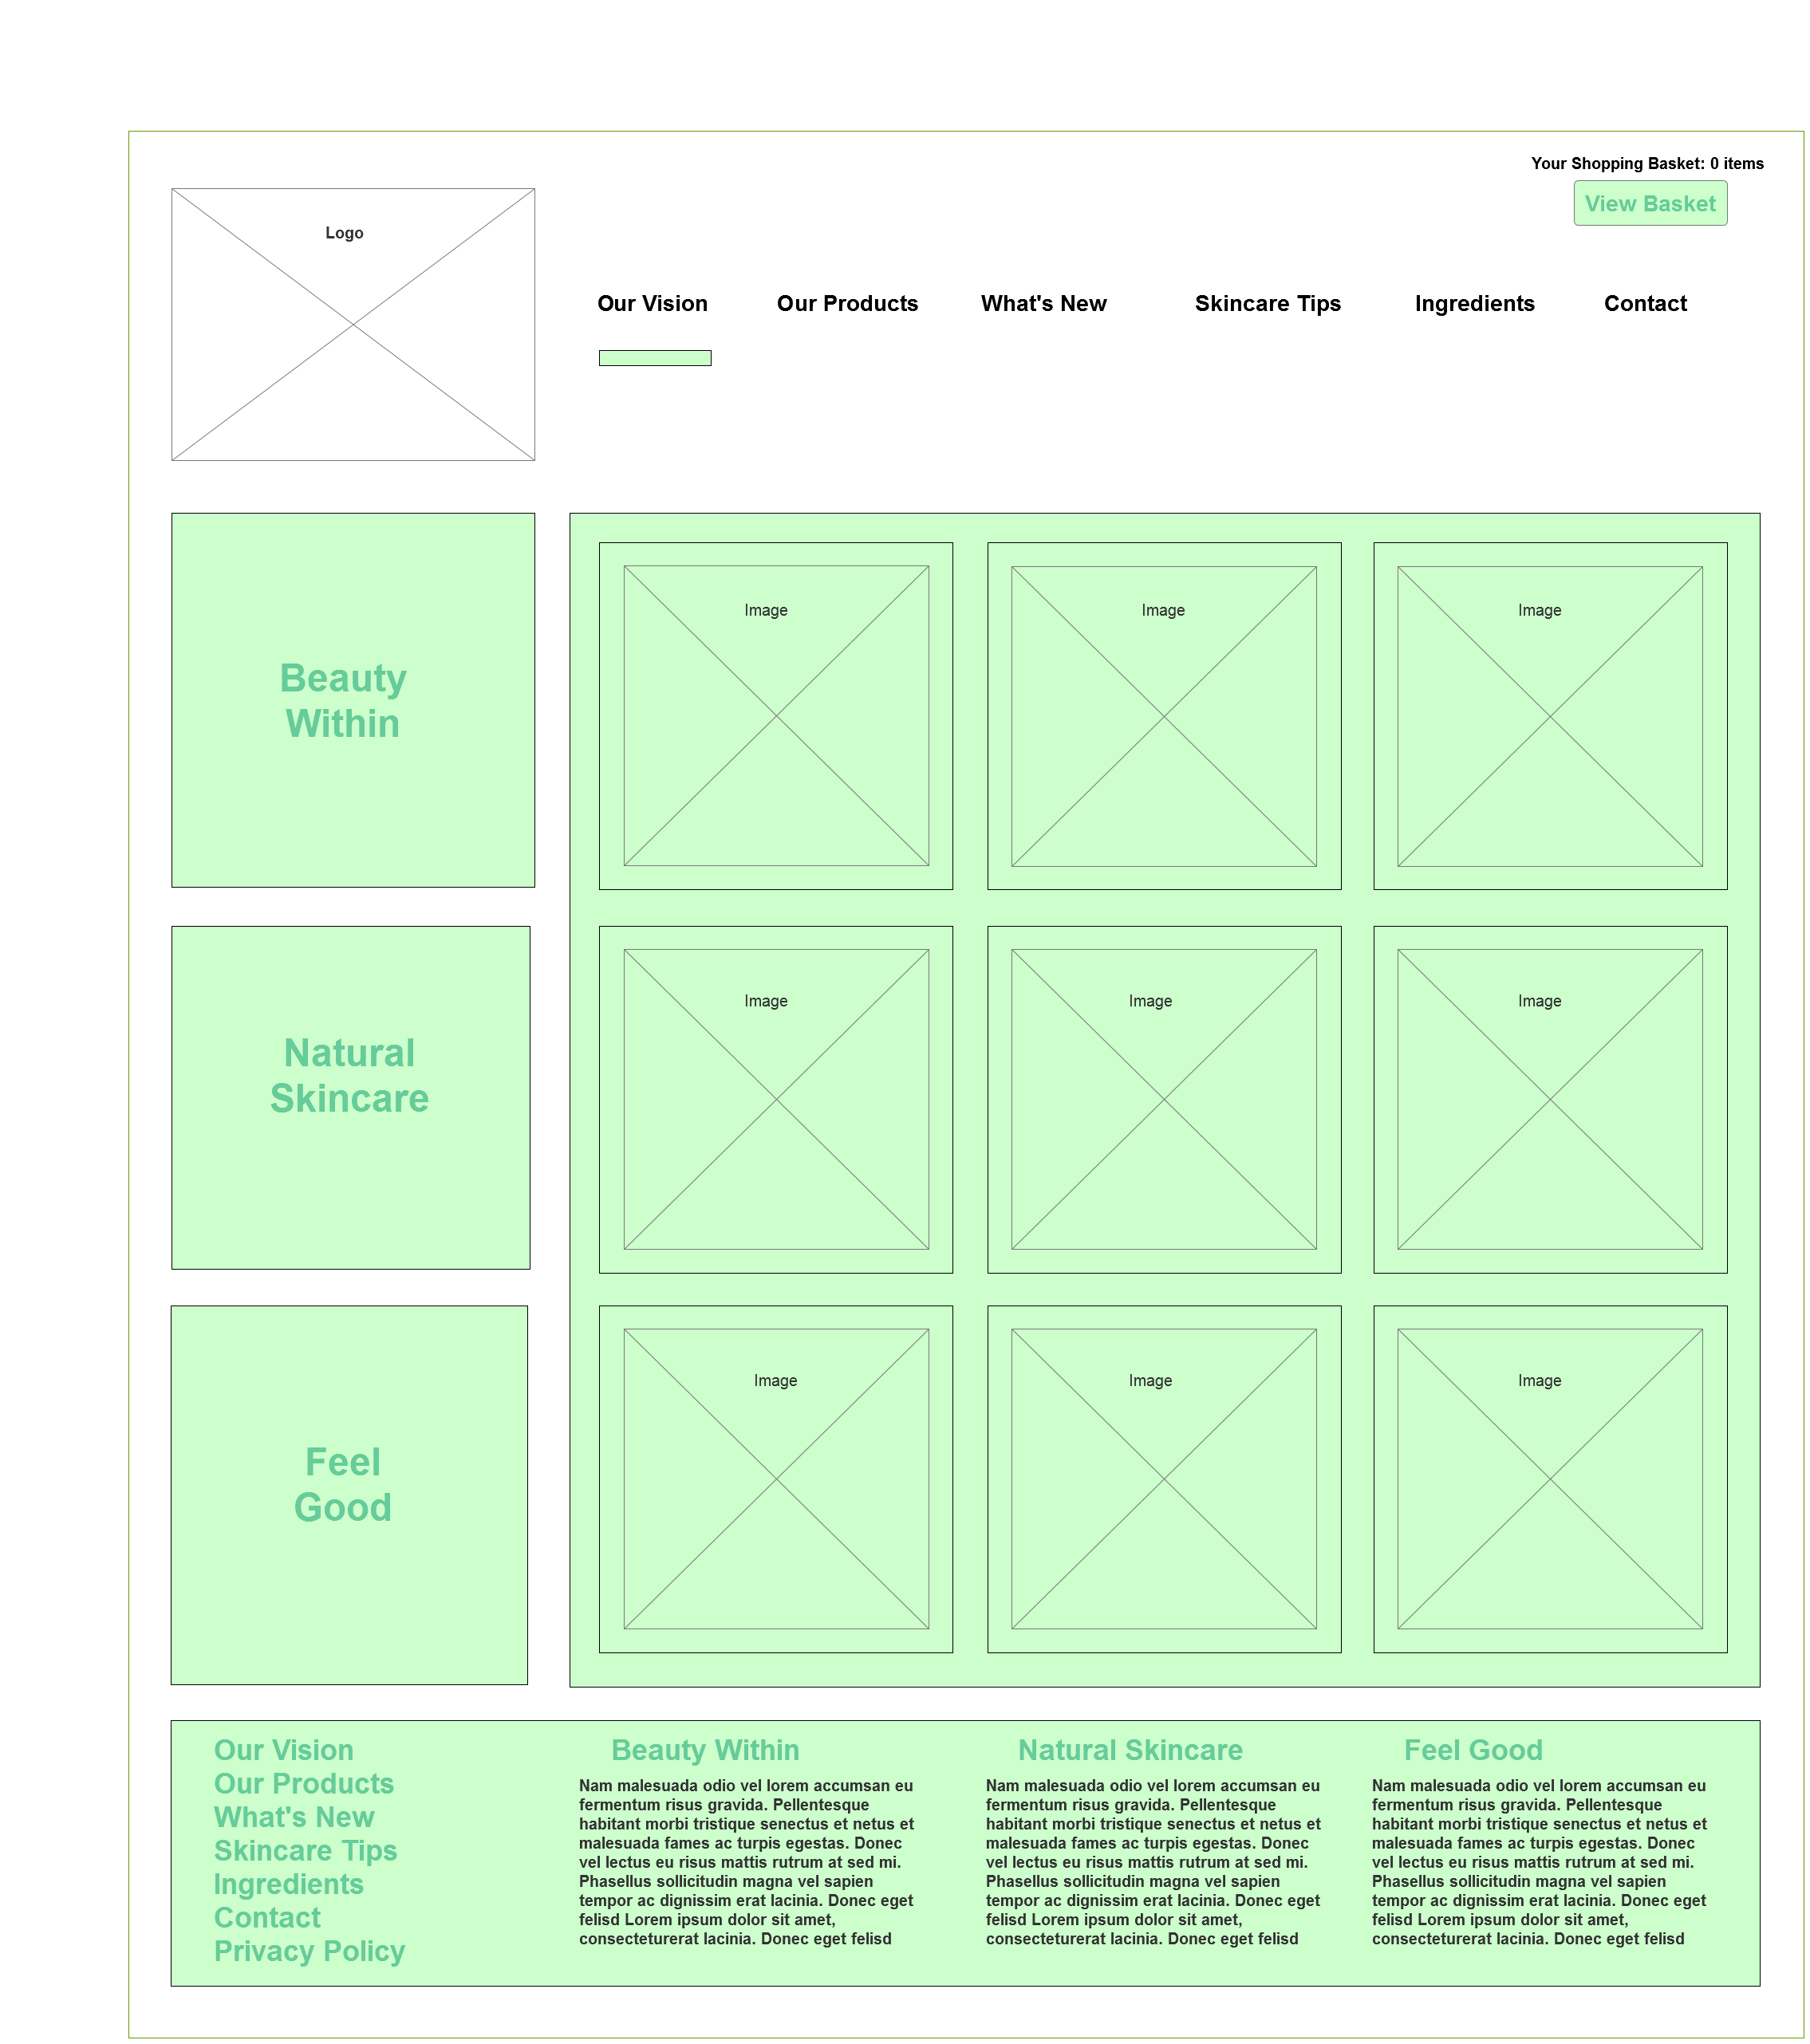 Your Shopping Basket: 0 items
View Basket
Logo
Our Vision Our Products What's New Skincare Tips Ingredients Contact
Image Image Image
Beauty
Within
Image Image Image
Natural
Skincare
Image Image Image
Feel
Good
Our Vision
Our Products
What's New
Skincare Tips
Ingredients
Contact
Privacy Policy
Beauty Within
Nam malesuada odio vel lorem accumsan eu
fermentum risus gravida. Pellentesque
habitant morbi tristique senectus et netus et
malesuada fames ac turpis egestas. Donec
vel lectus eu risus mattis rutrum at sed mi.
Phasellus sollicitudin magna vel sapien
tempor ac dignissim erat lacinia. Donec eget
felisd Lorem ipsum dolor sit amet,
consecteturerat lacinia. Donec eget felisd
Natural Skincare
Nam malesuada odio vel lorem accumsan eu
fermentum risus gravida. Pellentesque
habitant morbi tristique senectus et netus et
malesuada fames ac turpis egestas. Donec
vel lectus eu risus mattis rutrum at sed mi.
Phasellus sollicitudin magna vel sapien
tempor ac dignissim erat lacinia. Donec eget
felisd Lorem ipsum dolor sit amet,
consecteturerat lacinia. Donec eget felisd
Feel Good
Nam malesuada odio vel lorem accumsan eu
fermentum risus gravida. Pellentesque
habitant morbi tristique senectus et netus et
malesuada fames ac turpis egestas. Donec
vel lectus eu risus mattis rutrum at sed mi.
Phasellus sollicitudin magna vel sapien
tempor ac dignissim erat lacinia. Donec eget
felisd Lorem ipsum dolor sit amet,
consecteturerat lacinia. Donec eget felisd